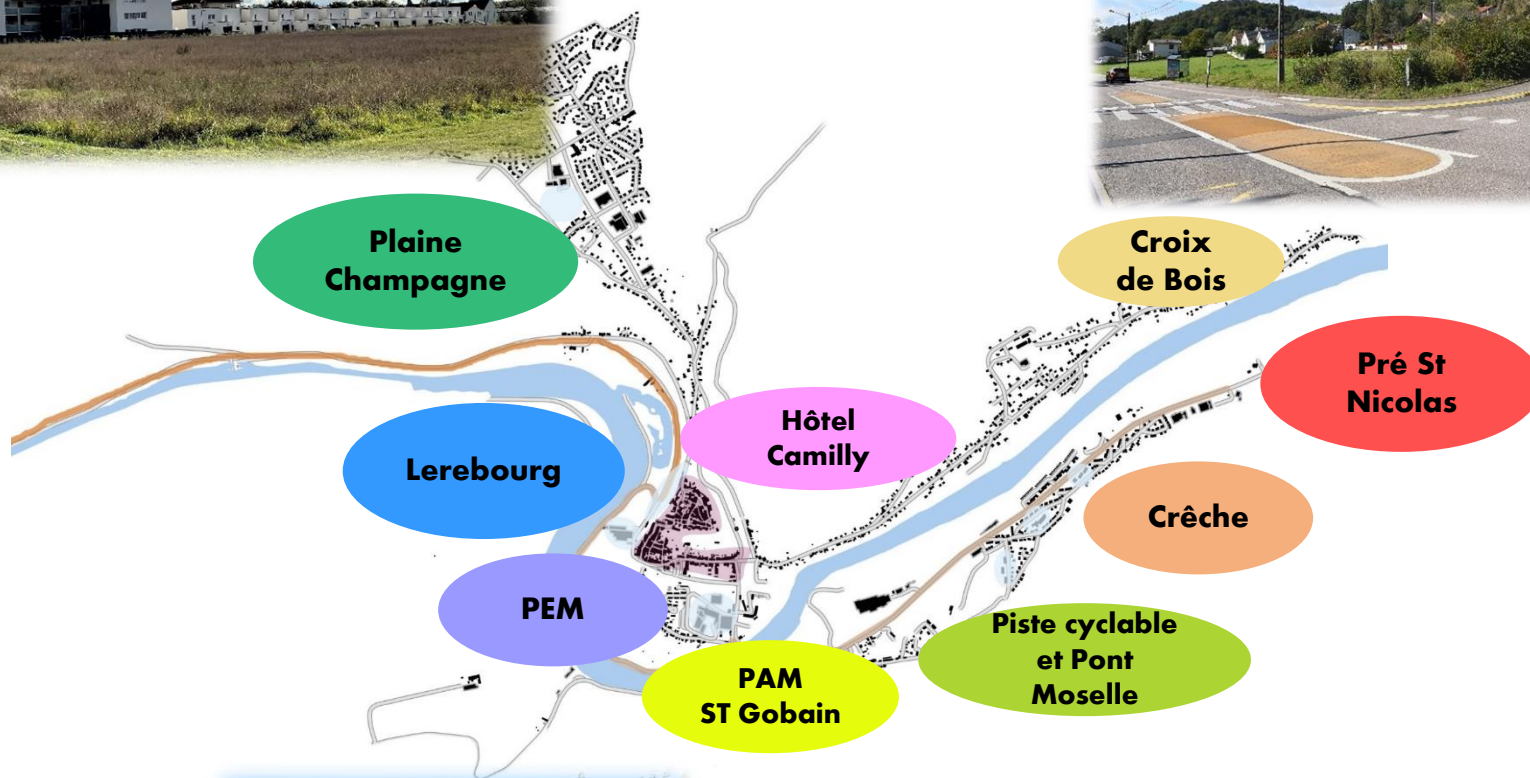 Plaine
Champagne
Croix
de Bois
Pré St
Nicolas
Hôtel
Camilly
Lerebourg
Crêche
PEM
Piste cyclable
et Pont
Moselle
PAM
ST Gobain